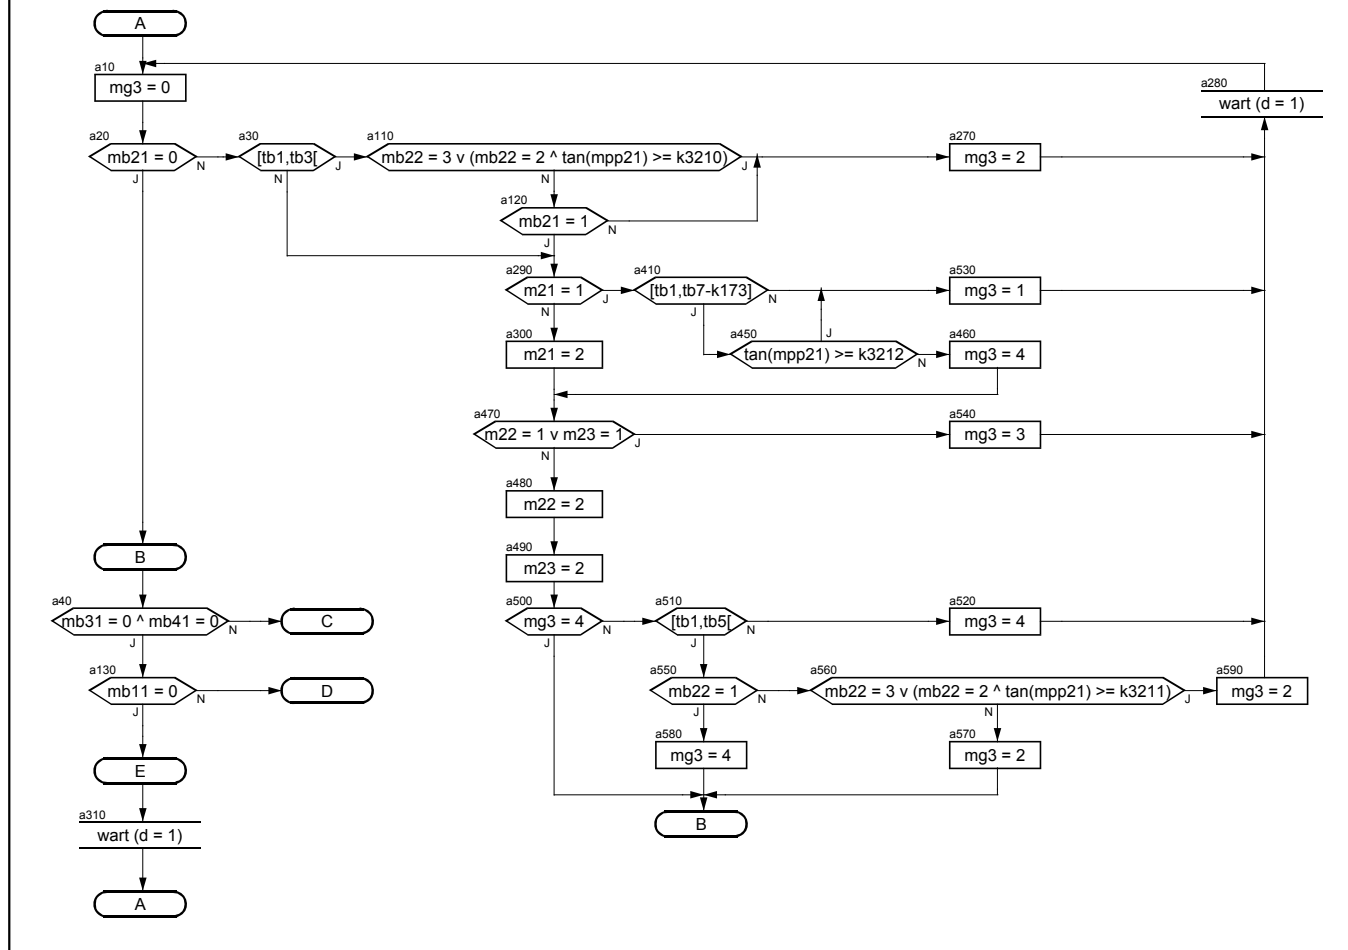 A
a10
mg3 = 0
a280
wart (d = 1)
a20
mb21 = 0
J
N
a30
[tb1,tb3[
J
N
a110
mb22 = 3 v (mb22 = 2 ^ tan(mpp21) >= k3210)
J
N
a270
mg3 = 2
a120
mb21 = 1
N
J
a290
m21 = 1
J
N
a410
[tb1,tb7-k173]
N
J
a530
mg3 = 1
a300
m21 = 2
a450
tan(mpp21) >= k3212
J
N
a460
mg3 = 4
a470
m22 = 1 v m23 = 1
J
N
a540
mg3 = 3
a480
m22 = 2
a490
m23 = 2
B
a40
mb31 = 0 ^ mb41 = 0
N
J
C
a500
mg3 = 4
N
J
a510
[tb1,tb5[
N
J
a520
mg3 = 4
a130
mb11 = 0
N
J
D
a550
mb22 = 1
N
J
a560
mb22 = 3 v (mb22 = 2 ^ tan(mpp21) >= k3211)
J
N
a590
mg3 = 2
a580
mg3 = 4
a570
mg3 = 2
E
a310
wart (d = 1)
B
A